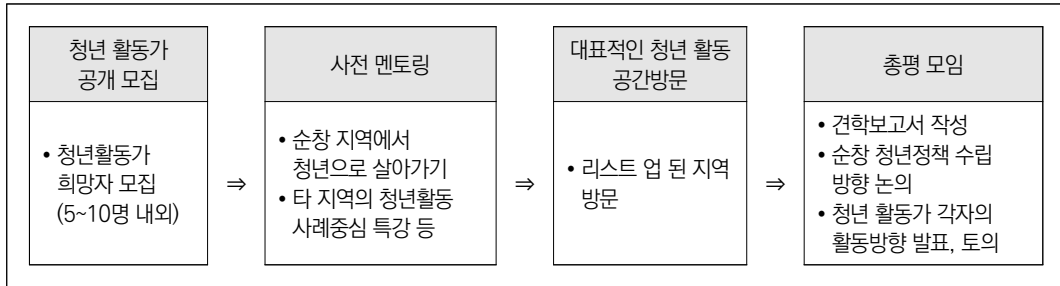 청년 활동가
공개 모집
• 청년활동가
희망자 모집
(5~10명 내외)
⇒
사전 멘토링
• 순창 지역에서
청년으로 살아가기
• 타 지역의 청년활동
사례중심 특강 등
⇒
대표적인 청년 활동
공간방문
• 리스트 업 된 지역
방문
⇒
총평 모임
• 견학보고서 작성
• 순창 청년정책 수립
방향 논의
• 청년 활동가 각자의
활동방향 발표, 토의